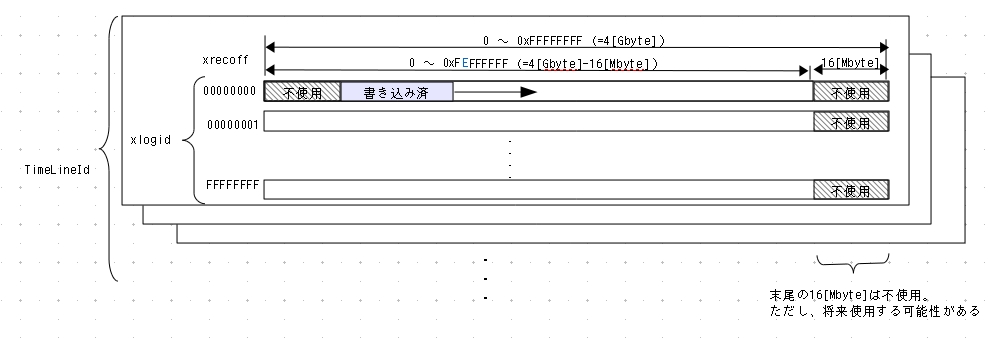 0 ～ 0xFFFFFFFF (=4[Gbyte])
xrecoff
0 ～ 0xFEFFFFFF (=4[Gbyte]-16[Mbyte])
16[Mbyte]
00000000
不使用
書き込み済
不使用
00000001
不使用
xlogid
TimeLineId
FFFFFFFF
不使用
末尾の16[Mbyte]は不使用。
ただし、将来使用する可能性がある